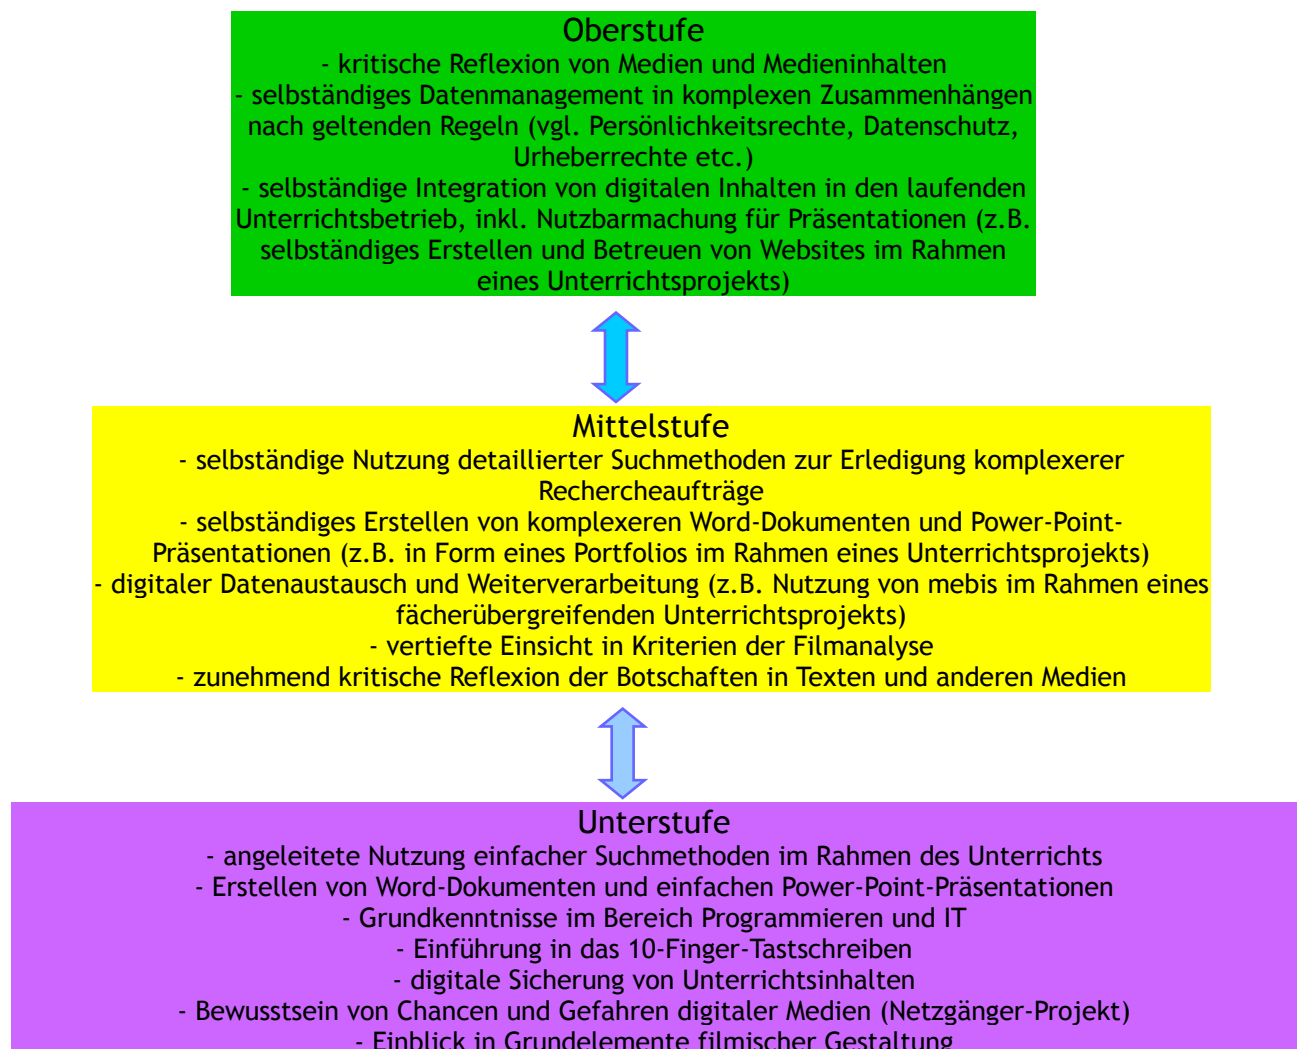 Oberstufe
- kritische Reflexion von Medien und Medieninhalten
- selbständiges Datenmanagement in komplexen Zusammenhängen
nach geltenden Regeln (vgl. Persönlichkeitsrechte, Datenschutz,
Urheberrechte etc.)
- selbständige Integration von digitalen Inhalten in den laufenden
Unterrichtsbetrieb, inkl. Nutzbarmachung für Präsentationen (z.B.
selbständiges Erstellen und Betreuen von Websites im Rahmen
eines Unterrichtsprojekts)
Mittelstufe
- selbständige Nutzung detaillierter Suchmethoden zur Erledigung komplexerer
Rechercheaufträge
- selbständiges Erstellen von komplexeren Word-Dokumenten und Power-Point-
Präsentationen (z.B. in Form eines Portfolios im Rahmen eines Unterrichtsprojekts)
- digitaler Datenaustausch und Weiterverarbeitung (z.B. Nutzung von mebis im Rahmen eines
fächerübergreifenden Unterrichtsprojekts)
- vertiefte Einsicht in Kriterien der Filmanalyse
- zunehmend kritische Reflexion der Botschaften in Texten und anderen Medien
Unterstufe
- angeleitete Nutzung einfacher Suchmethoden im Rahmen des Unterrichts
- Erstellen von Word-Dokumenten und einfachen Power-Point-Präsentationen
- Grundkenntnisse im Bereich Programmieren und IT
- Einführung in das 10-Finger-Tastschreiben
- digitale Sicherung von Unterrichtsinhalten
- Bewusstsein von Chancen und Gefahren digitaler Medien (Netzgänger-Projekt)
- Einblick in Grundelemente filmischer Gestaltung